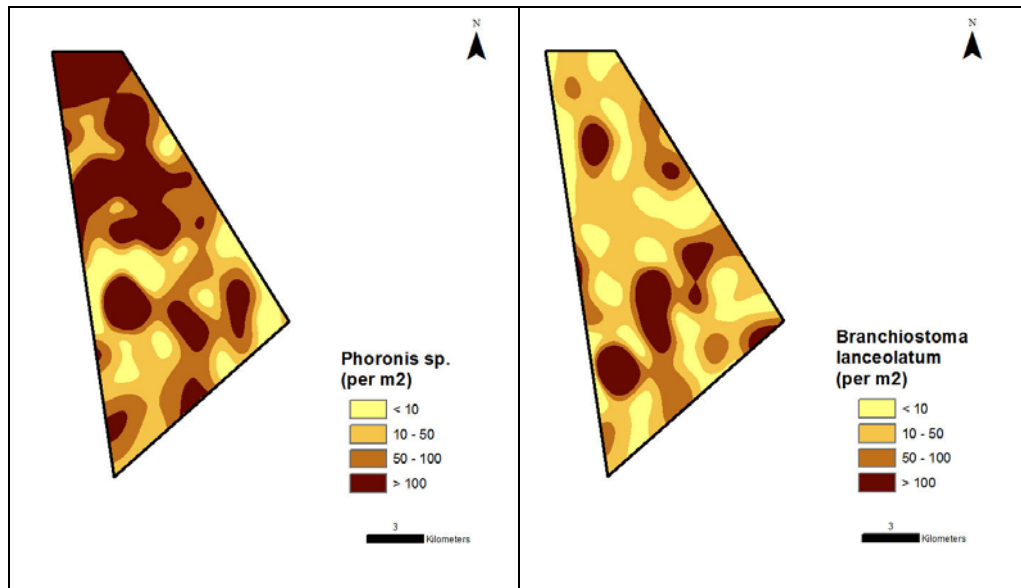 N
Phoronis sp.
(per m2)
< 10
10 - 50
50 - 100
> 100
3
Kilometers
N
Branchiostoma
lanceolatum
(per m2)
< 10
10 - 50
50 - 100
> 100
3
Kilometers